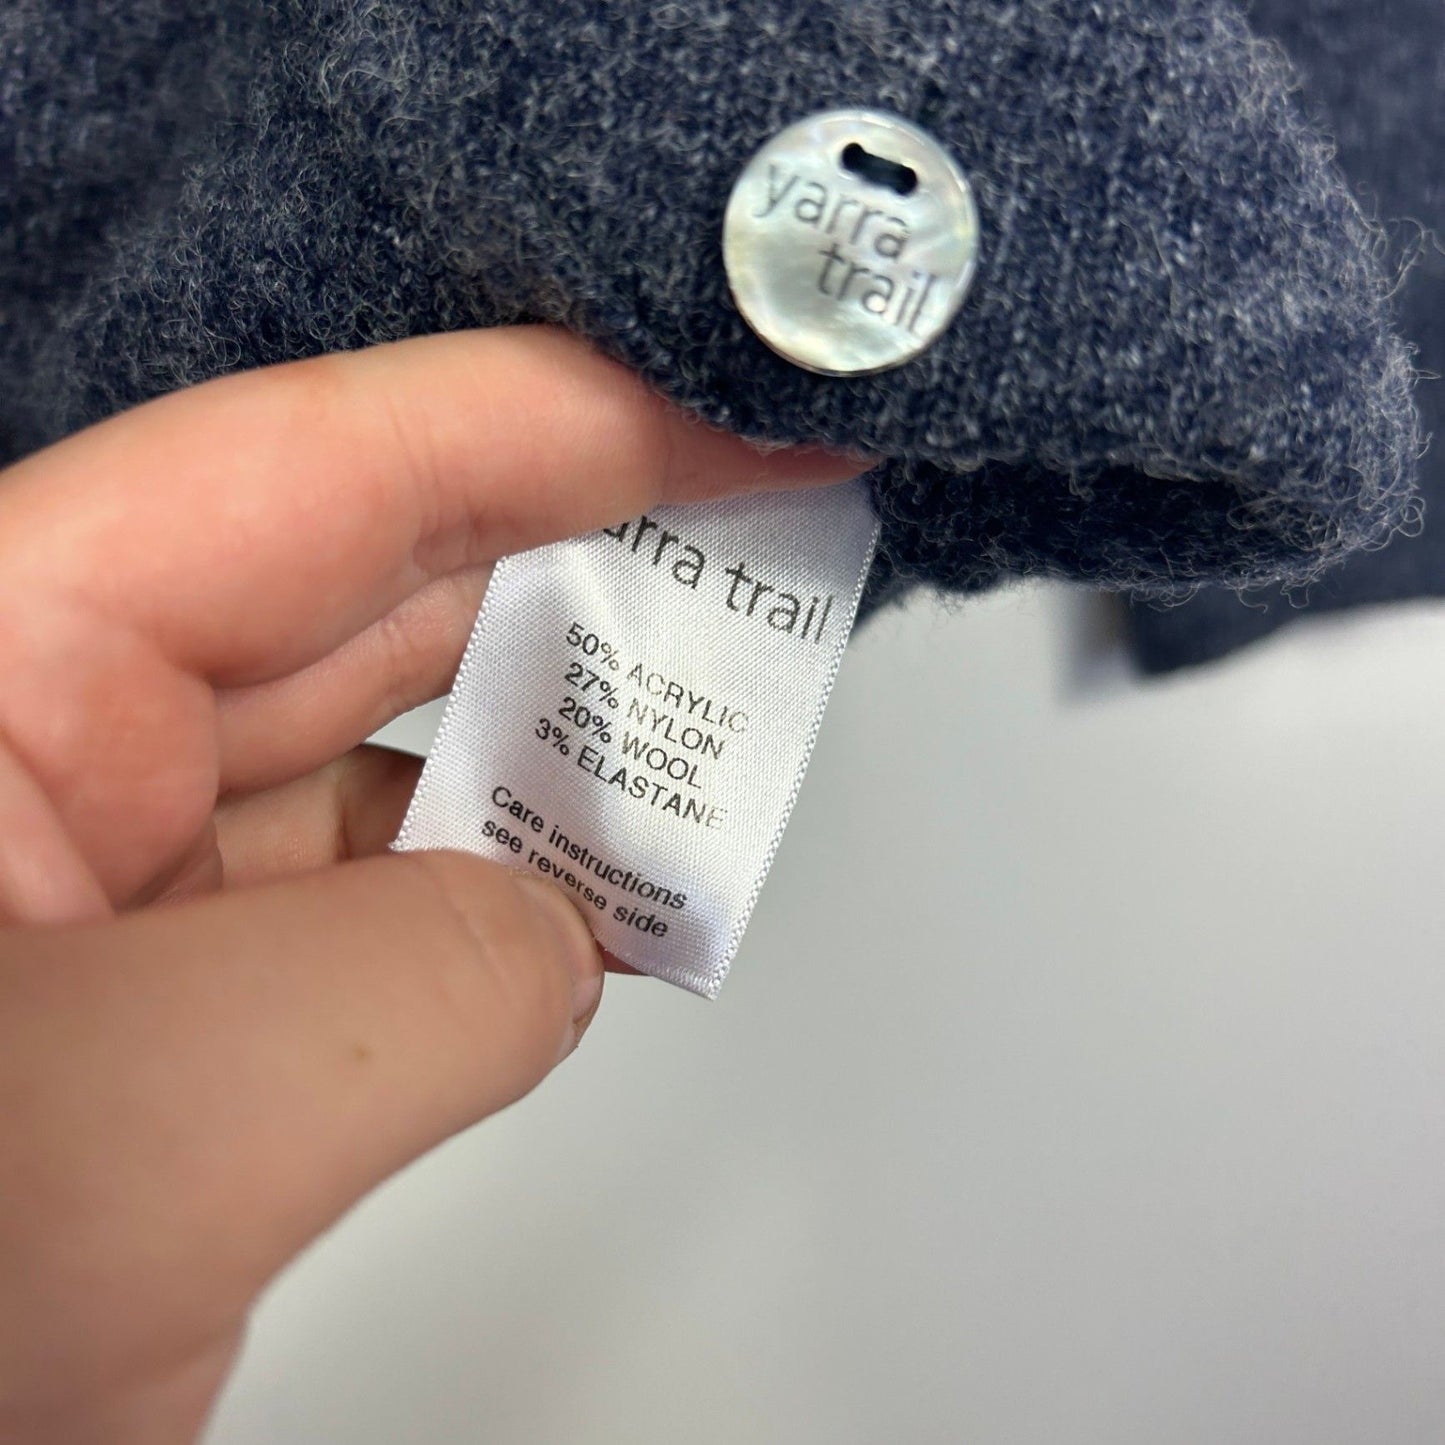 yarra
trail
arra trail
50% ACRYLIC
27% NYLON
20% WOOL
3% ELASTANE
Care instructions
see reverse side